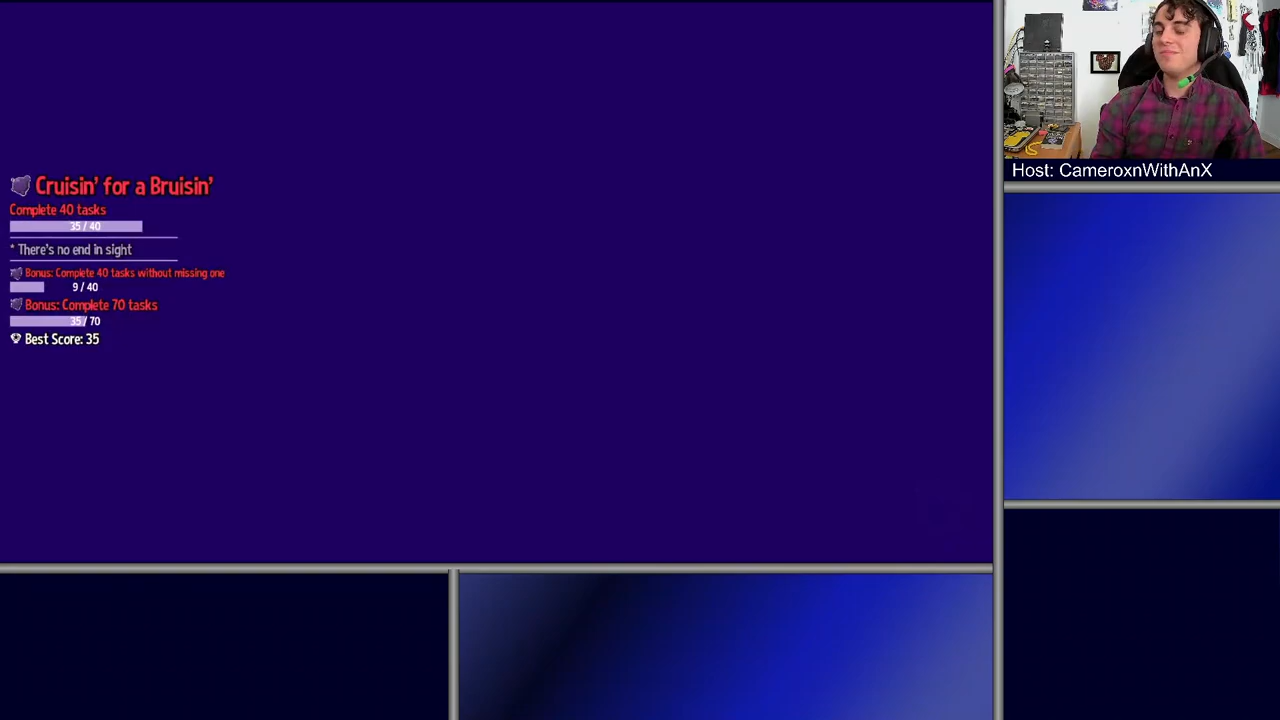 Cruisin' for a Bruisin'
Complete 40 tasks
35 / 40
* There's no end in sight
Bonus: Complete 40 tasks without missing one
9 / 40
Bonus: Complete 70 tasks
35 / 70
Best Score: 35
Host: CameroxnWithAnX